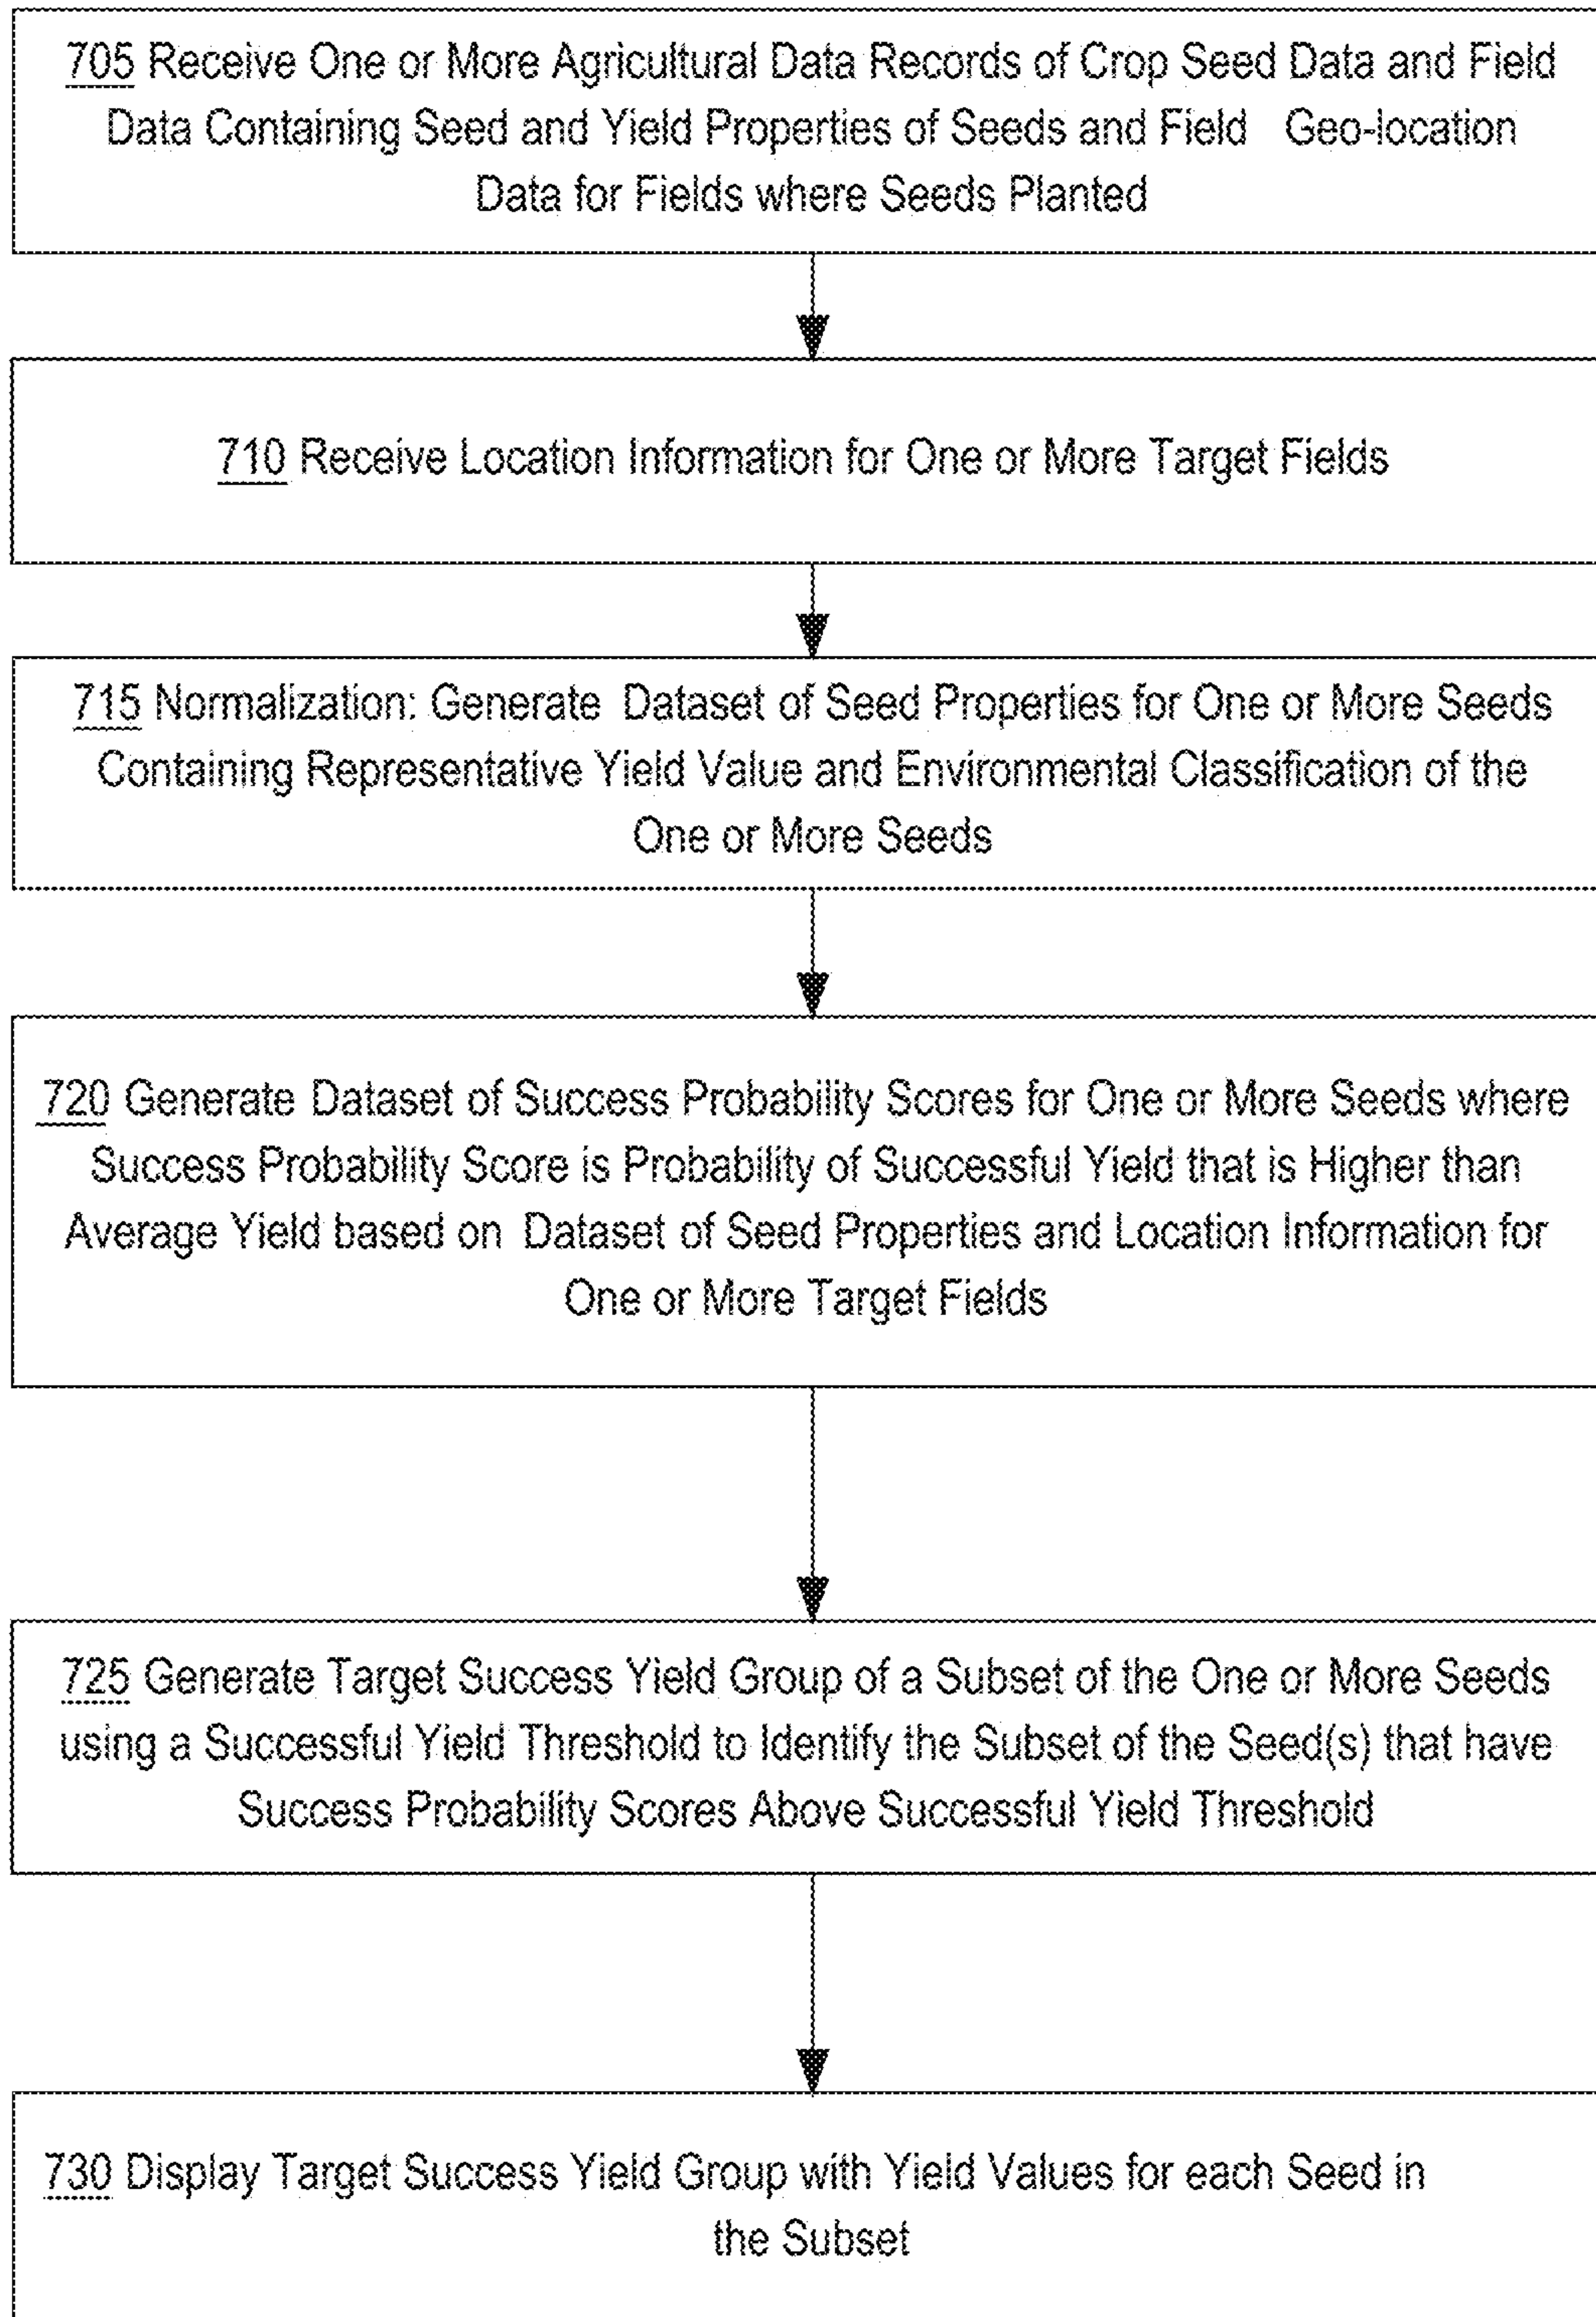 705 Receive One or More Agricultural Data Records of Crop Seed Data and Field
Data Containing Seed and Yield Properties of Seeds and Field Geo-location
Data for Fields where Seeds Planted
710 Receive Location Information for One or More Target Fields
715 Normalization: Generate Dataset of Seed Properties for One or More Seeds
Containing Representative Yield Value and Environmental Classification of the
One or More Seeds
720 Generate Dataset of Success Probability Scores for One or More Seeds where
Success Probability Score is Probability of Successful Yield that is Higher than
Average Yield based on Dataset of Seed Properties and Location Information for
One or More Target Fields
725 Generate Target Success Yield Group of a Subset of the One or More Seeds
using a Successful Yield Threshold to Identify the Subset of the Seed(s) that have
Success Probability Scores Above Successful Yield Threshold
730 Display Target Success Yield Group with Yield Values for each Seed in
the Subset